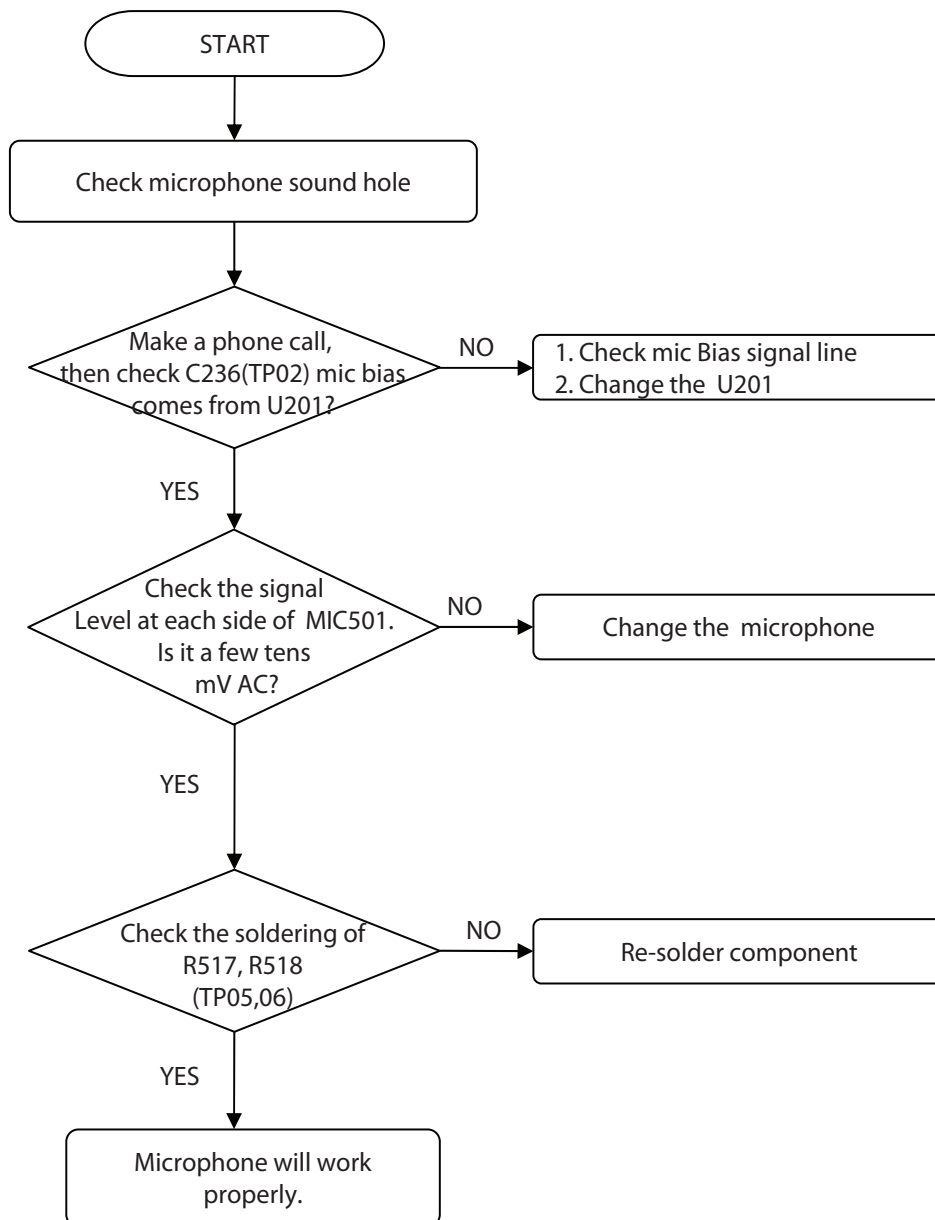 START
Check microphone sound hole
Make a phone call,
then check C236(TP02) mic bias
comes from U201?
NO
1. Check mic Bias signal line
2. Change the U201
YES
Check the signal
Level at each side of MIC501.
Is it a few tens
mV AC?
NO
Change the microphone
YES
Check the soldering of
R517, R518
(TP05,06)
NO
Re-solder component
YES
Microphone will work
properly.